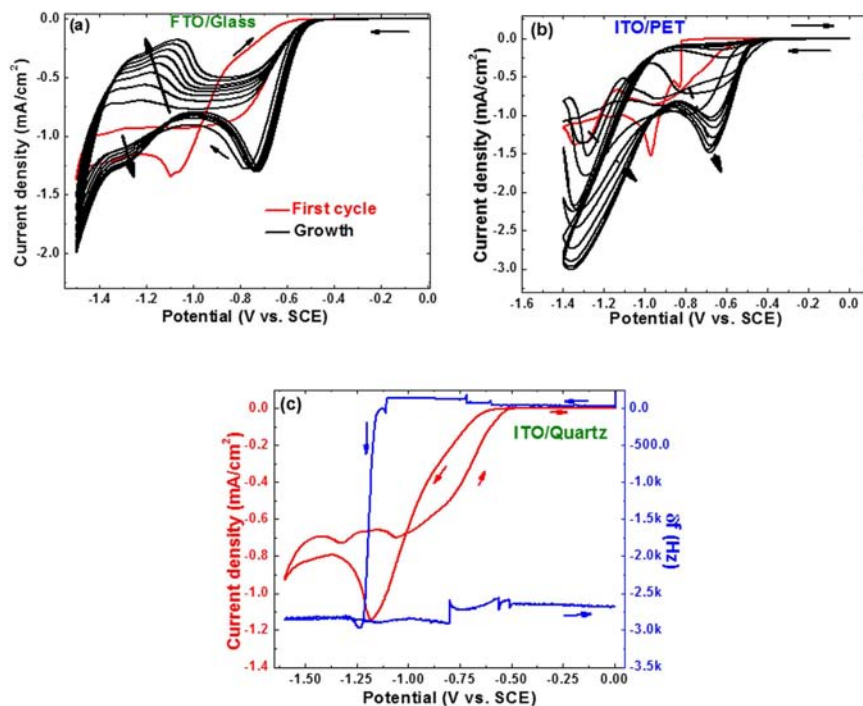 (a)
FTO/Glass
0.0
-0.5
-1.0
-1.5
-2.0
Current density (mA/cm²)
First cycle
Growth
-1.4 -1.2 -1.0 -0.8 -0.6 -0.4 -0.2 0.0
Potential (V vs. SCE)
(b)
ITO/PET
0.0
-0.5
-1.0
-1.5
-2.0
-2.5
-3.0
Current density (mA/cm²)
-1.6 -1.4 -1.2 -1.0 -0.8 -0.6 -0.4 -0.2 0.0
Potential (V vs. SCE)
(c)
ITO/Quartz
0.0
-0.2
-0.4
-0.6
-0.8
-1.0
-1.2
-1.4
Current density (mA/cm²)
0.0
-500.0
-1.0k
-1.5k
-2.0k
-2.5k
-3.0k
-3.5k
δf (Hz)
-1.50 -1.25 -1.00 -0.75 -0.50 -0.25 0.00
Potential (V vs. SCE)